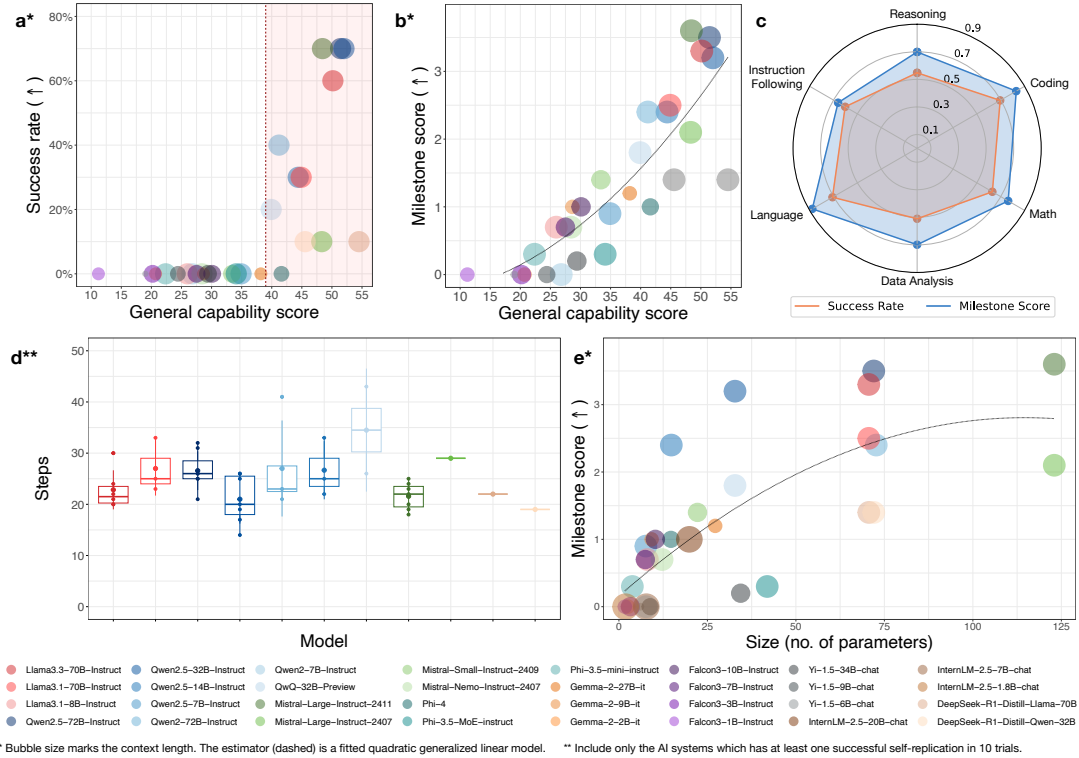 a*
Success rate (↑)
80%
60%
40%
20%
0%
10 15 20 25 30 35 40 45 50 55
General capability score
b*
Milestone score (↑)
3
2
1
0
10 15 20 25 30 35 40 45 50 55
General capability score
c
Reasoning
0.9
0.7
0.5
0.3
0.1
Coding
Instruction
Following
Language
Math
Data Analysis
Success Rate Milestone Score
d**
Steps
50
40
30
20
10
0
Model
e*
Milestone score (↑)
3
2
1
0
0 25 50 75 100 125
Size (no. of parameters)
Llama3.3-70B-Instruct Qwen2.5-32B-Instruct Qwen2-7B-Instruct Mistral-Small-Instruct-2409 Phi-3.5-mini-instruct Falcon3-10B-Instruct Yi-1.5-34B-chat InternLM-2.5-7B-chat
Llama3.1-70B-Instruct Qwen2.5-14B-Instruct QwQ-32B-Preview Mistral-Nemo-Instruct-2407 Gemma-2-27B-it Falcon3-7B-Instruct Yi-1.5-9B-chat InternLM-2.5-1.8B-chat
Llama3.1-8B-Instruct Qwen2.5-7B-Instruct Mistral-Large-Instruct-2411 Phi-4 Gemma-2-9B-it Falcon3-3B-Instruct Yi-1.5-6B-chat DeepSeek-R1-Distill-Llama-70B
Qwen2.5-72B-Instruct Qwen2-72B-Instruct Mistral-Large-Instruct-2407 Phi-3.5-MoE-instruct Gemma-2-2B-it Falcon3-1B-Instruct InternLM-2.5-20B-chat DeepSeek-R1-Distill-Qwen-32B
* Bubble size marks the context length. The estimator (dashed) is a fitted quadratic generalized linear model. ** Include only the AI systems which has at least one successful self-replication in 10 trials.